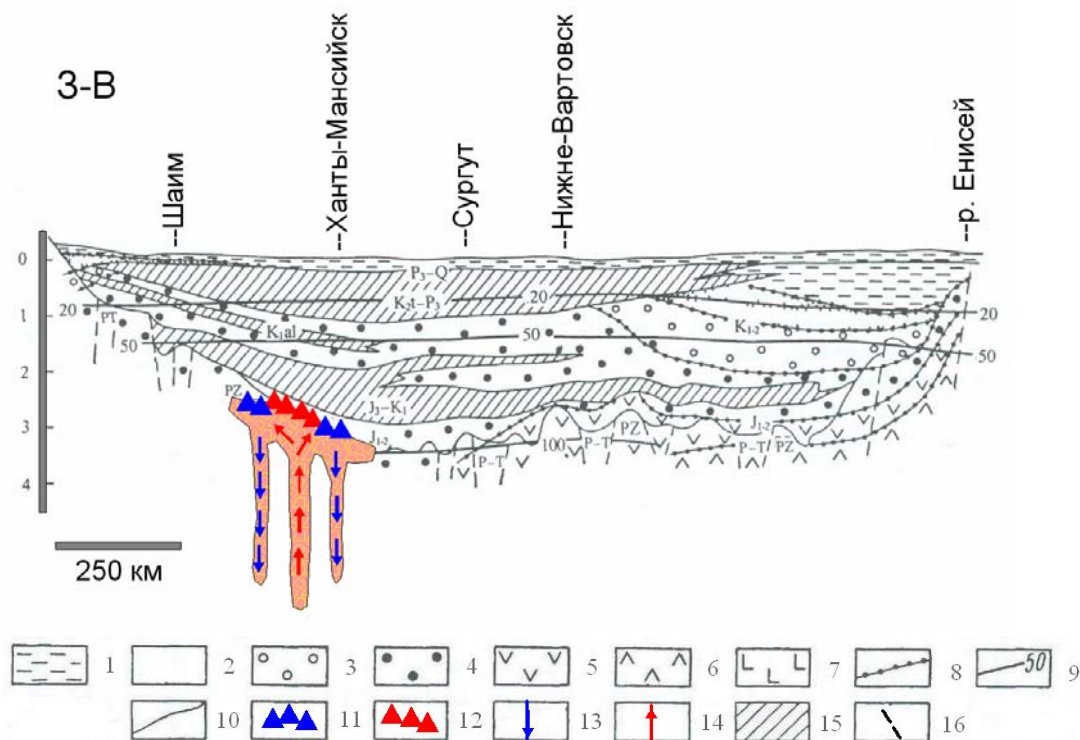 З-В
--Шаим
--Ханты-Мансийск
--Сургут
--Нижне-Вартовск
--р. Енисей
0
P₃–Q
K₂t–P₃
20
1
20
PT
K₁al
50
K₁₋₂
20
50
50
2
PZ
J₃–K₁
3
J₁₋₂
100
P–T
PZ
J₁₋₂
P–T
P–T
PZ
4
250 км
1
2
3
4
5
6
7
8
50
9
10
11
12
13
14
15
16